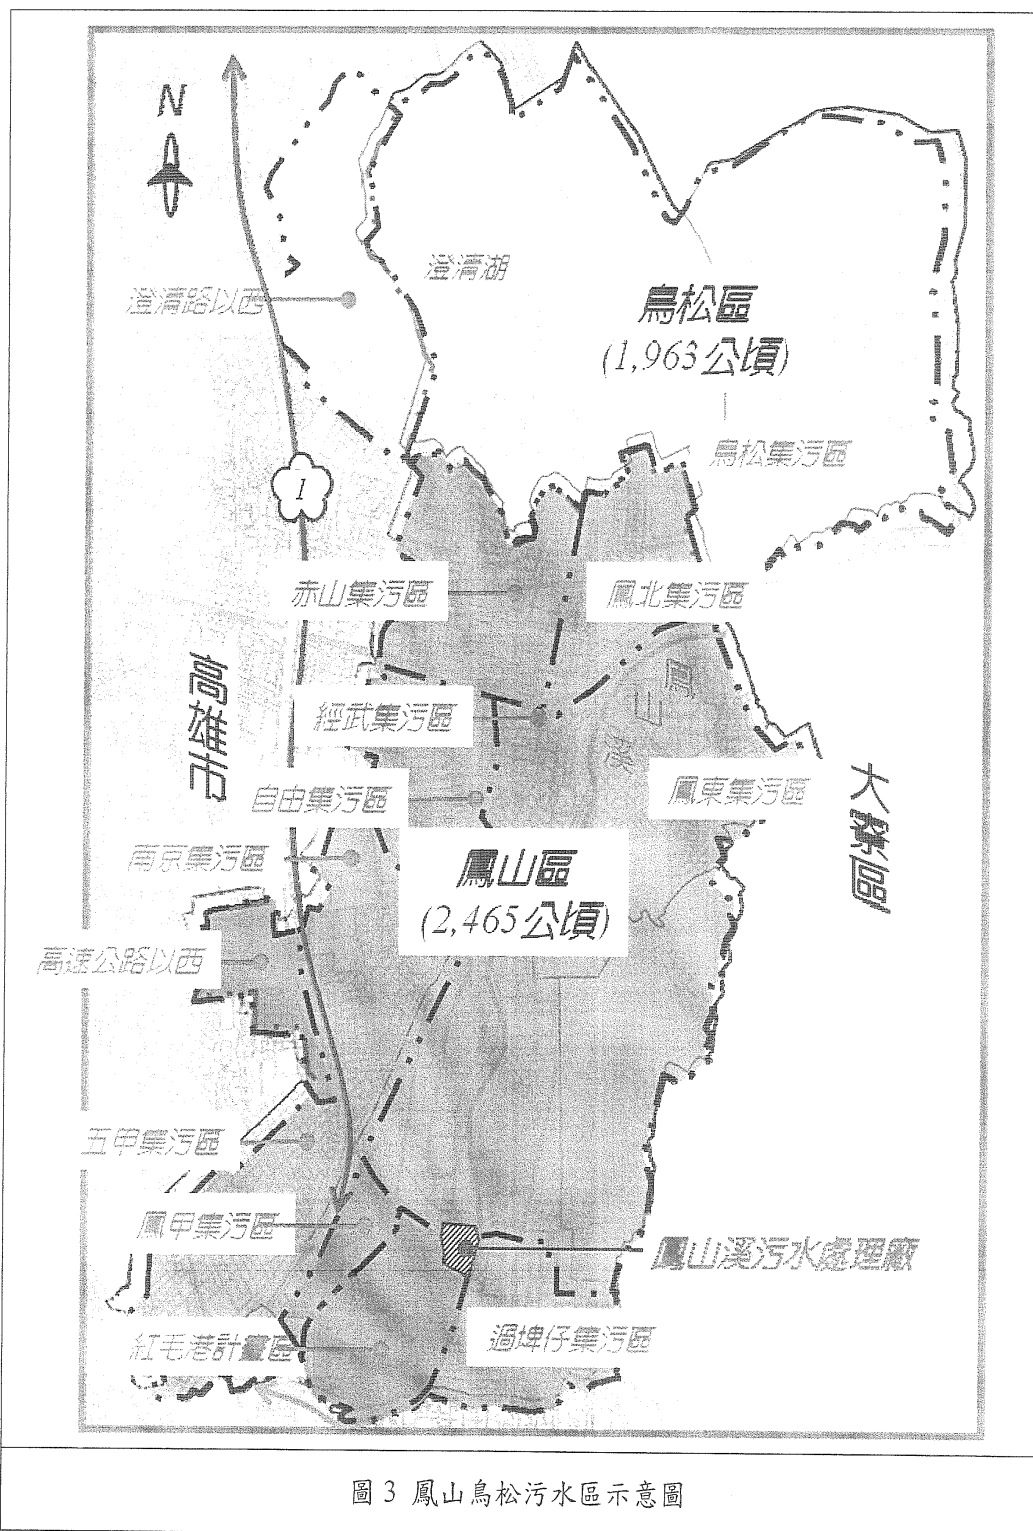 N
澄清湖
澄清路以西
鳥松區
(1,963公頃)
鳥松集污區
1
赤山集污區
鳳北集污區
高雄市
鳳山溪
經武集污區
自由集污區
鳳東集污區
大寮區
南京集污區
鳳山區
(2,465公頃)
高速公路以西
五甲集污區
鳳甲集污區
鳳山溪污水處理廠
紅毛港計畫區
過埤仔集污區
圖 3 鳳山鳥松污水區示意圖